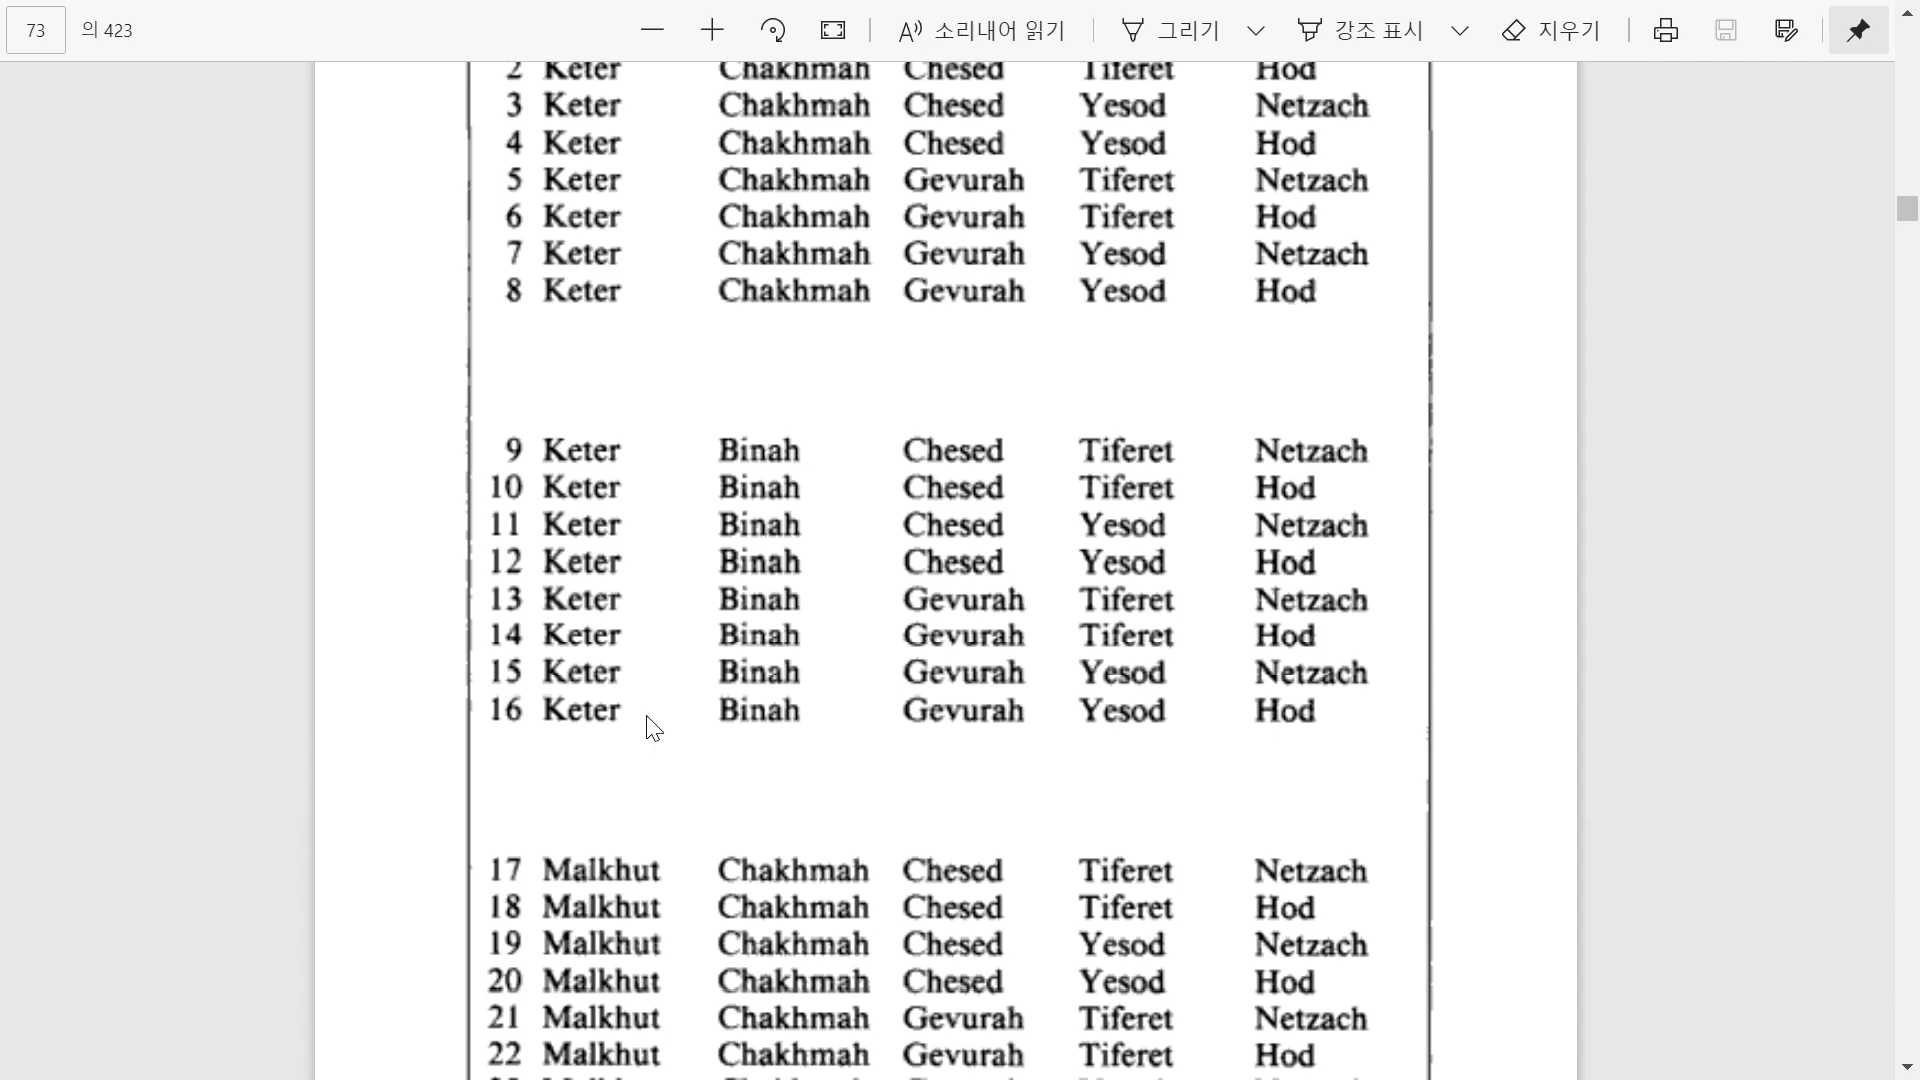 73 의 423 소리내어 읽기 그리기 강조 표시 지우기
2 Keter Chakhmah Chesed Tiferet Hod
3 Keter Chakhmah Chesed Yesod Netzach
4 Keter Chakhmah Chesed Yesod Hod
5 Keter Chakhmah Gevurah Tiferet Netzach
6 Keter Chakhmah Gevurah Tiferet Hod
7 Keter Chakhmah Gevurah Yesod Netzach
8 Keter Chakhmah Gevurah Yesod Hod
9 Keter Binah Chesed Tiferet Netzach
10 Keter Binah Chesed Tiferet Hod
11 Keter Binah Chesed Yesod Netzach
12 Keter Binah Chesed Yesod Hod
13 Keter Binah Gevurah Tiferet Netzach
14 Keter Binah Gevurah Tiferet Hod
15 Keter Binah Gevurah Yesod Netzach
16 Keter Binah Gevurah Yesod Hod
17 Malkhut Chakhmah Chesed Tiferet Netzach
18 Malkhut Chakhmah Chesed Tiferet Hod
19 Malkhut Chakhmah Chesed Yesod Netzach
20 Malkhut Chakhmah Chesed Yesod Hod
21 Malkhut Chakhmah Gevurah Tiferet Netzach
22 Malkhut Chakhmah Gevurah Tiferet Hod